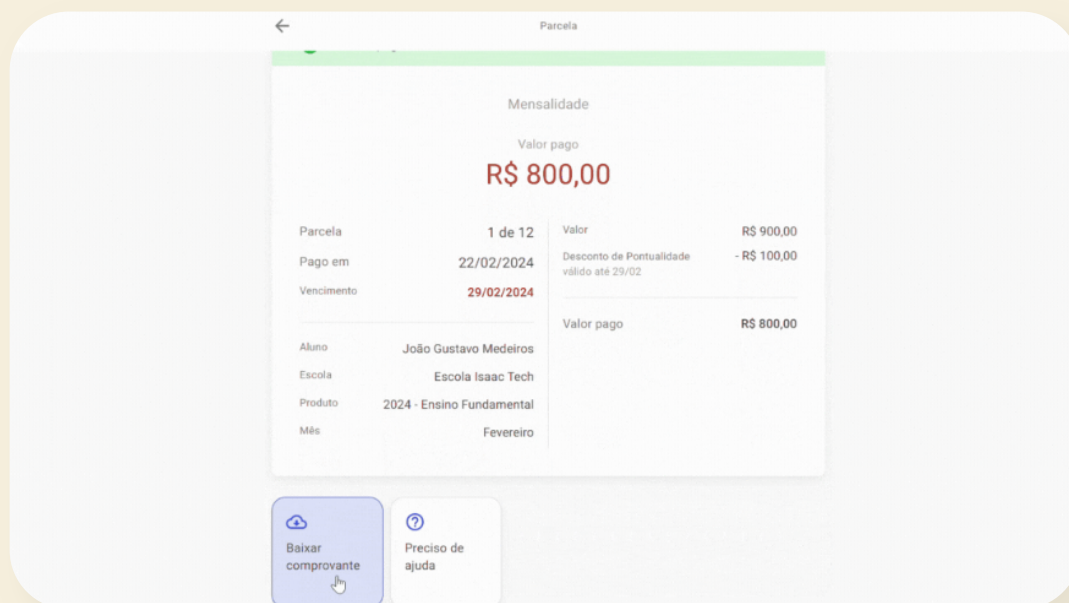 Parcela
Mensalidade
Valor pago
R$ 800,00
Parcela 1 de 12
Pago em 22/02/2024
Vencimento 29/02/2024
Aluno João Gustavo Medeiros
Escola Escola Isaac Tech
Produto 2024 - Ensino Fundamental
Mês Fevereiro
Valor R$ 900,00
Desconto de Pontualidade - R$ 100,00
válido até 29/02
Valor pago R$ 800,00
Baixar
comprovante
Preciso de
ajuda